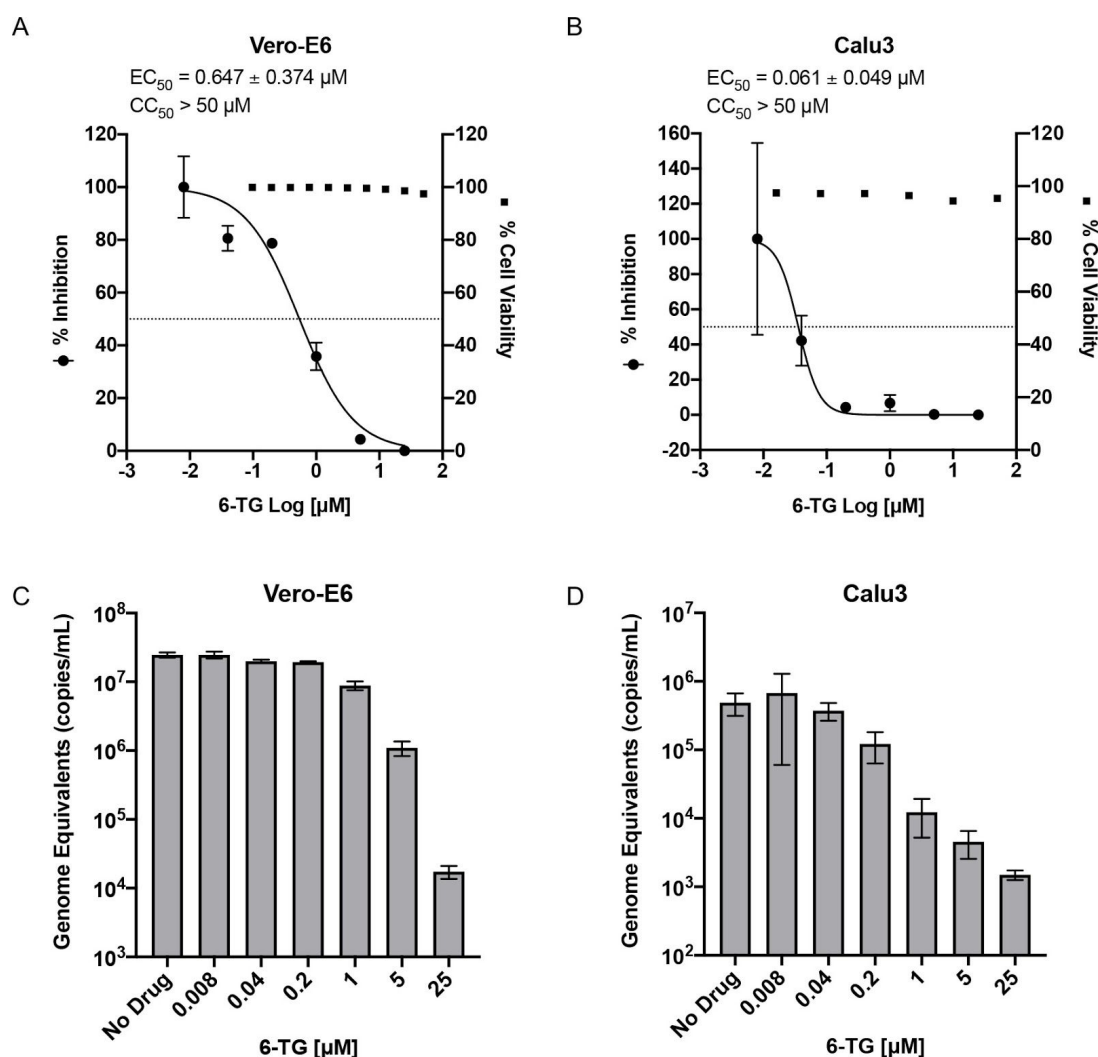 A
Vero-E6
EC50 = 0.647 ± 0.374 µM
CC50 > 50 µM
120
100
80
60
40
20
0
% Inhibition
120
100
80
60
40
20
0
% Cell Viability
-3 -2 -1 0 1 2
6-TG Log [µM]
B
Calu3
EC50 = 0.061 ± 0.049 µM
CC50 > 50 µM
160
140
120
100
80
60
40
20
0
-20
% Inhibition
120
100
80
60
40
20
0
% Cell Viability
-3 -2 -1 0 1 2
6-TG Log [µM]
C
Vero-E6
10^8
10^7
10^6
10^5
10^4
10^3
Genome Equivalents (copies/mL)
No Drug 0.008 0.04 0.2 1 5 25
6-TG [µM]
D
Calu3
10^7
10^6
10^5
10^4
10^3
10^2
Genome Equivalents (copies/mL)
No Drug 0.008 0.04 0.2 1 5 25
6-TG [µM]